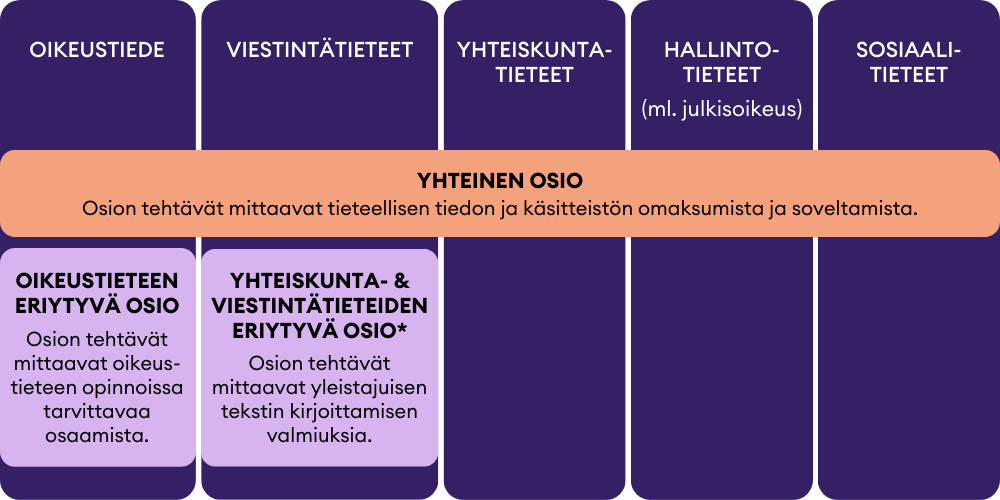 OIKEUSTIEDE
VIESTINTÄTIETEET
YHTEISKUNTA-
TIETEET
HALLINTO-
TIETEET
(ml. julkisoikeus)
SOSIAALI-
TIETEET
YHTEINEN OSIO
Osion tehtävät mittaavat tieteellisen tiedon ja käsitteistön omaksumista ja soveltamista.
OIKEUSTIETEEN
ERIYTYVÄ OSIO
Osion tehtävät
mittaavat oikeus-
tieteen opinnoissa
tarvittavaa
osaamista.
YHTEISKUNTA- &
VIESTINTÄTIETEIDEN
ERIYTYVÄ OSIO*
Osion tehtävät
mittaavat yleistajuisen
tekstin kirjoittamisen
valmiuksia.